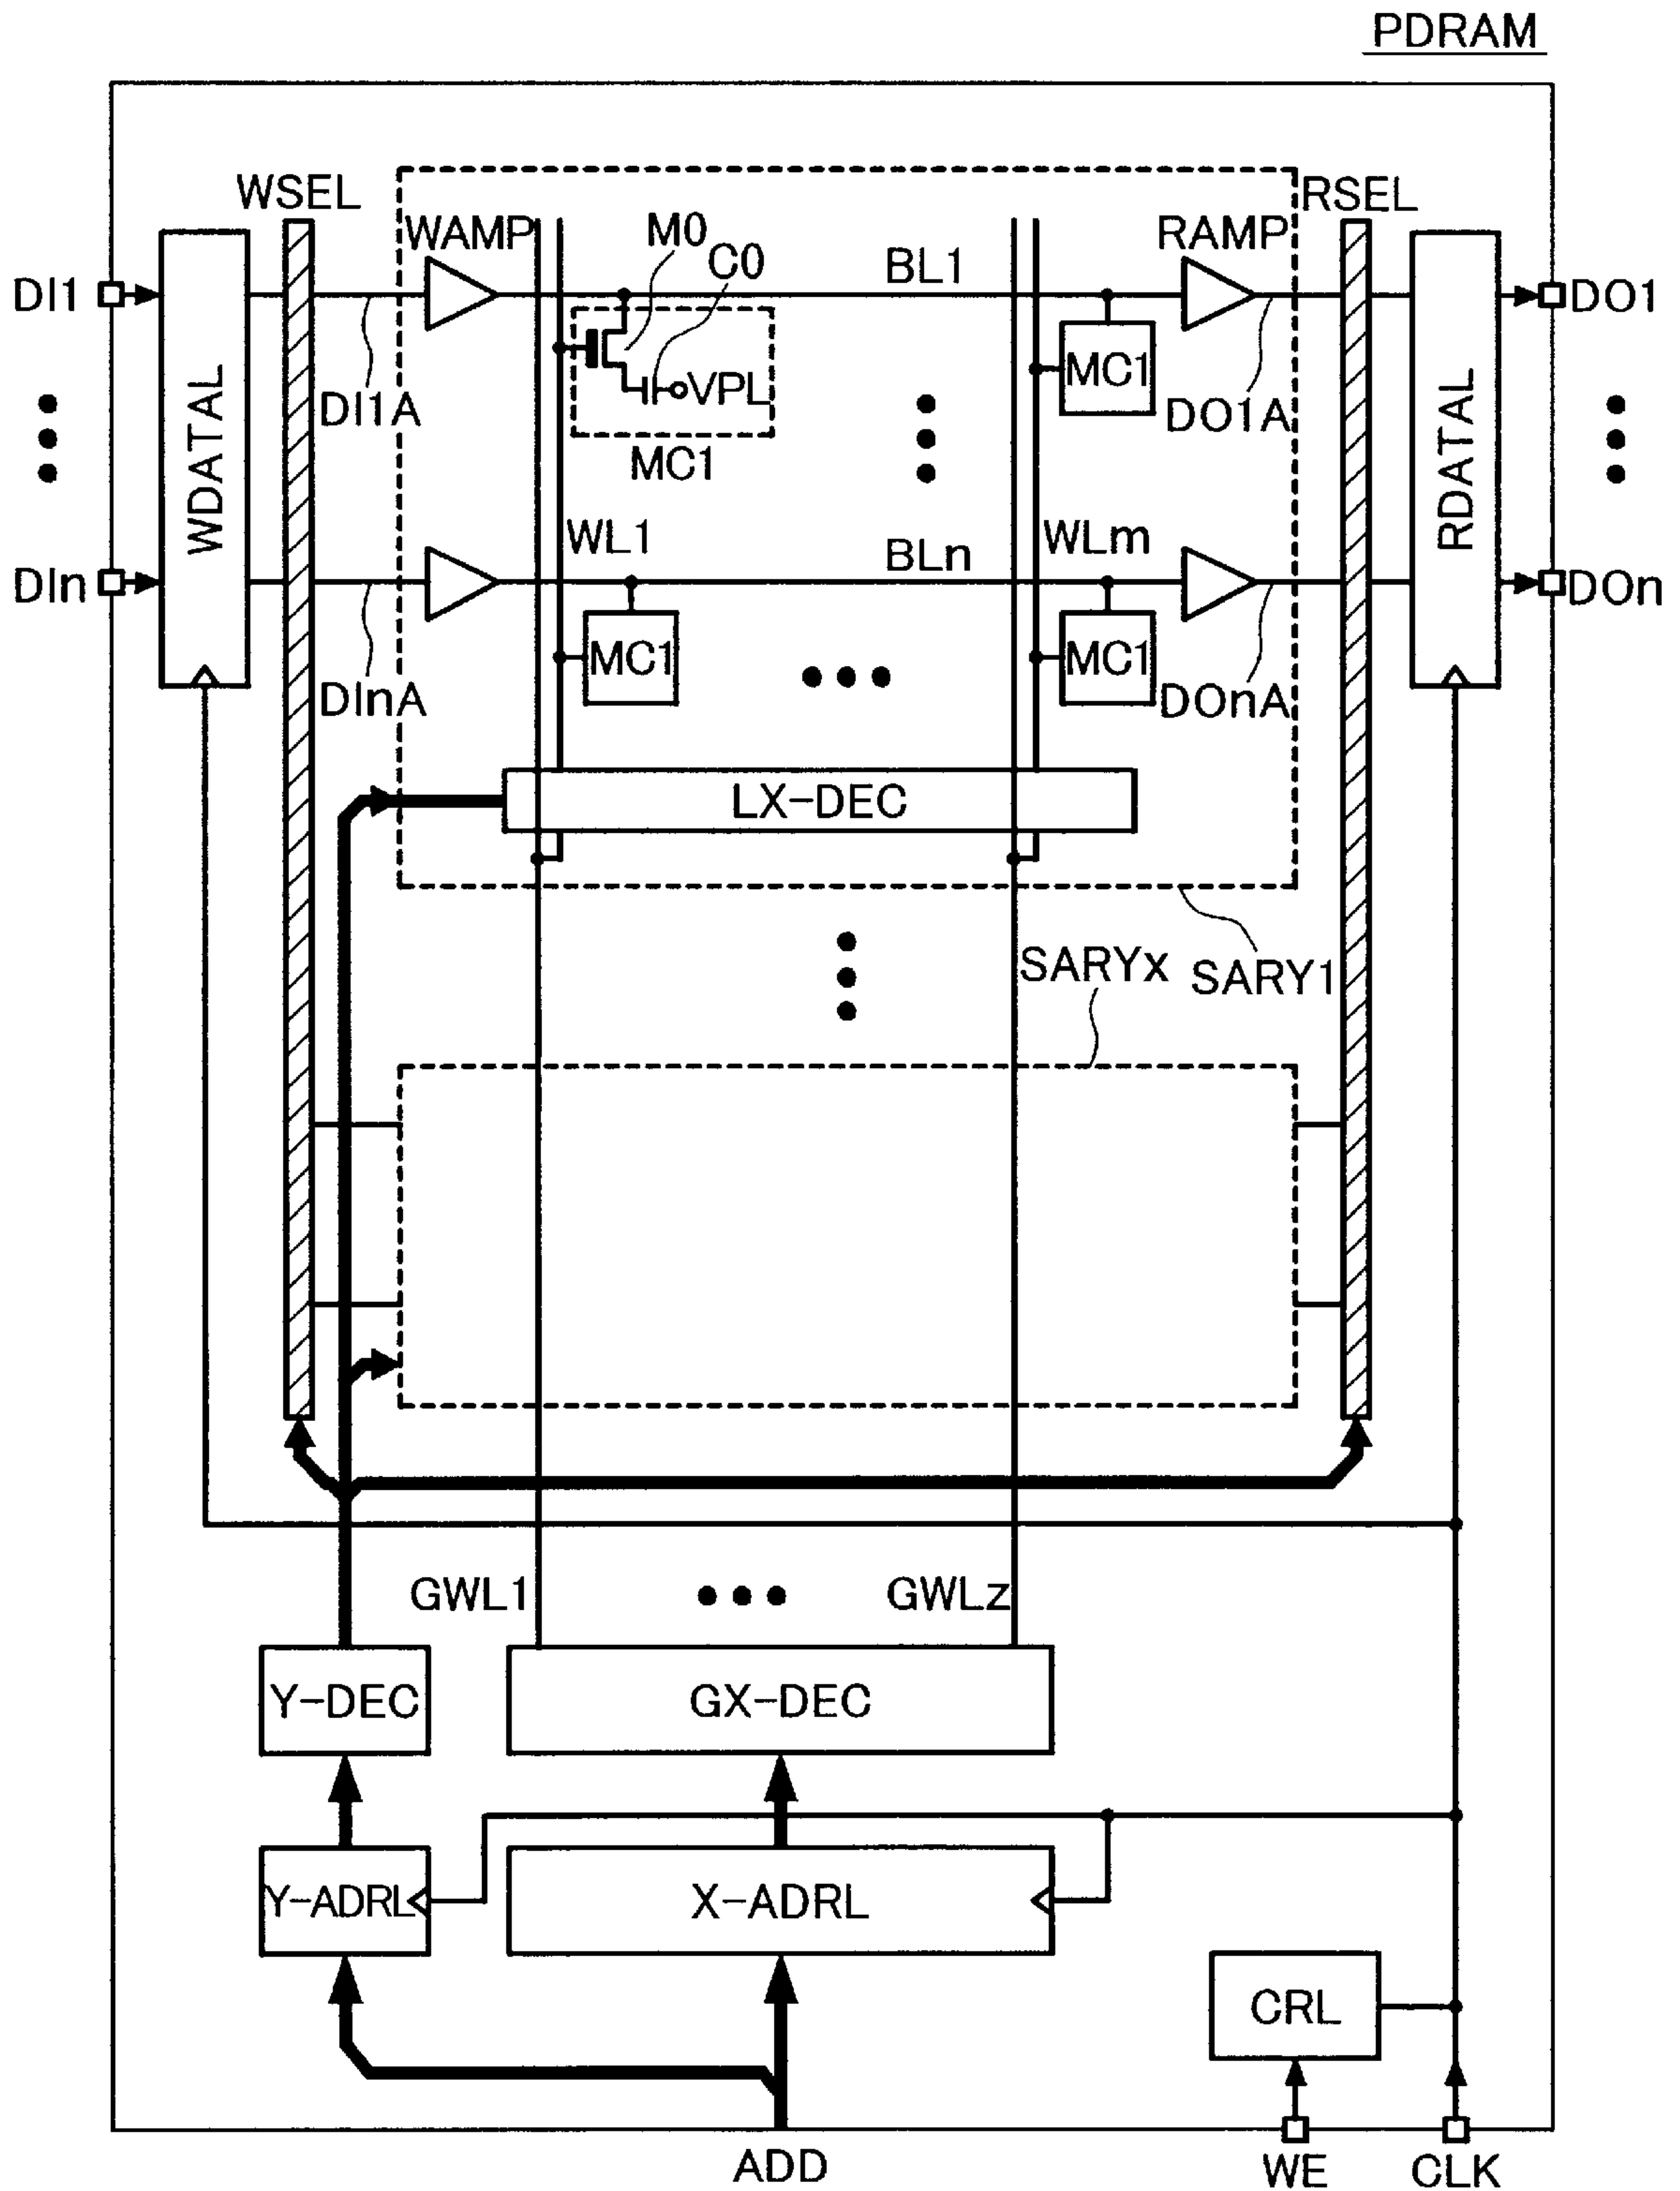 PDRAM
WSEL
RSEL
WAMP
M0
C0
BL1
RAMP
DI1
DO1
WDATAL
RDATAL
DI1A
VPL
MC1
MC1
DO1A
WL1
BLn
WLm
DIn
DOn
MC1
MC1
DInA
DOnA
LX-DEC
SARYx
SARY1
GWL1
GWLz
Y-DEC
GX-DEC
Y-ADRL
X-ADRL
CRL
ADD
WE
CLK